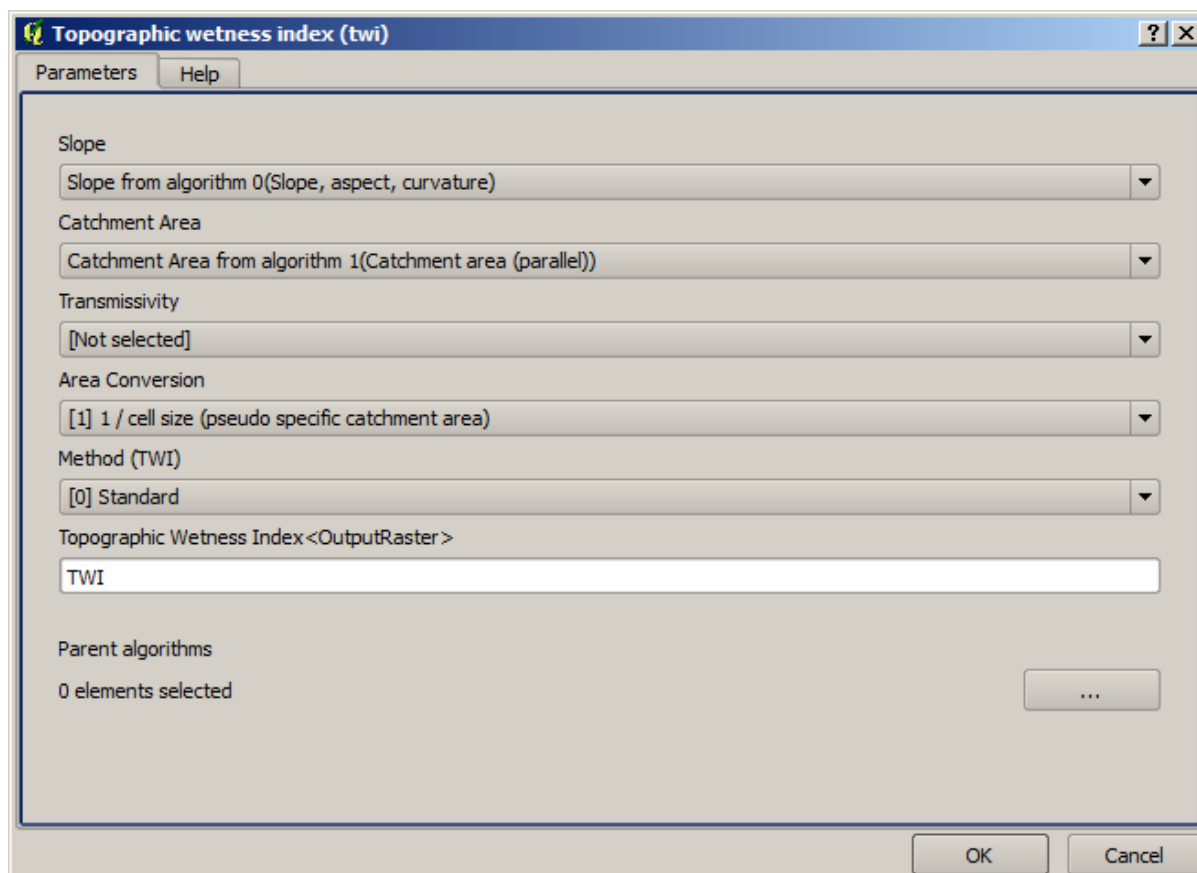 Topographic wetness index (twi)
Parameters Help
Slope
Slope from algorithm 0(Slope, aspect, curvature)
Catchment Area
Catchment Area from algorithm 1(Catchment area (parallel))
Transmissivity
[Not selected]
Area Conversion
[1] 1 / cell size (pseudo specific catchment area)
Method (TWI)
[0] Standard
Topographic Wetness Index<OutputRaster>
TWI
Parent algorithms
0 elements selected ...
OK Cancel